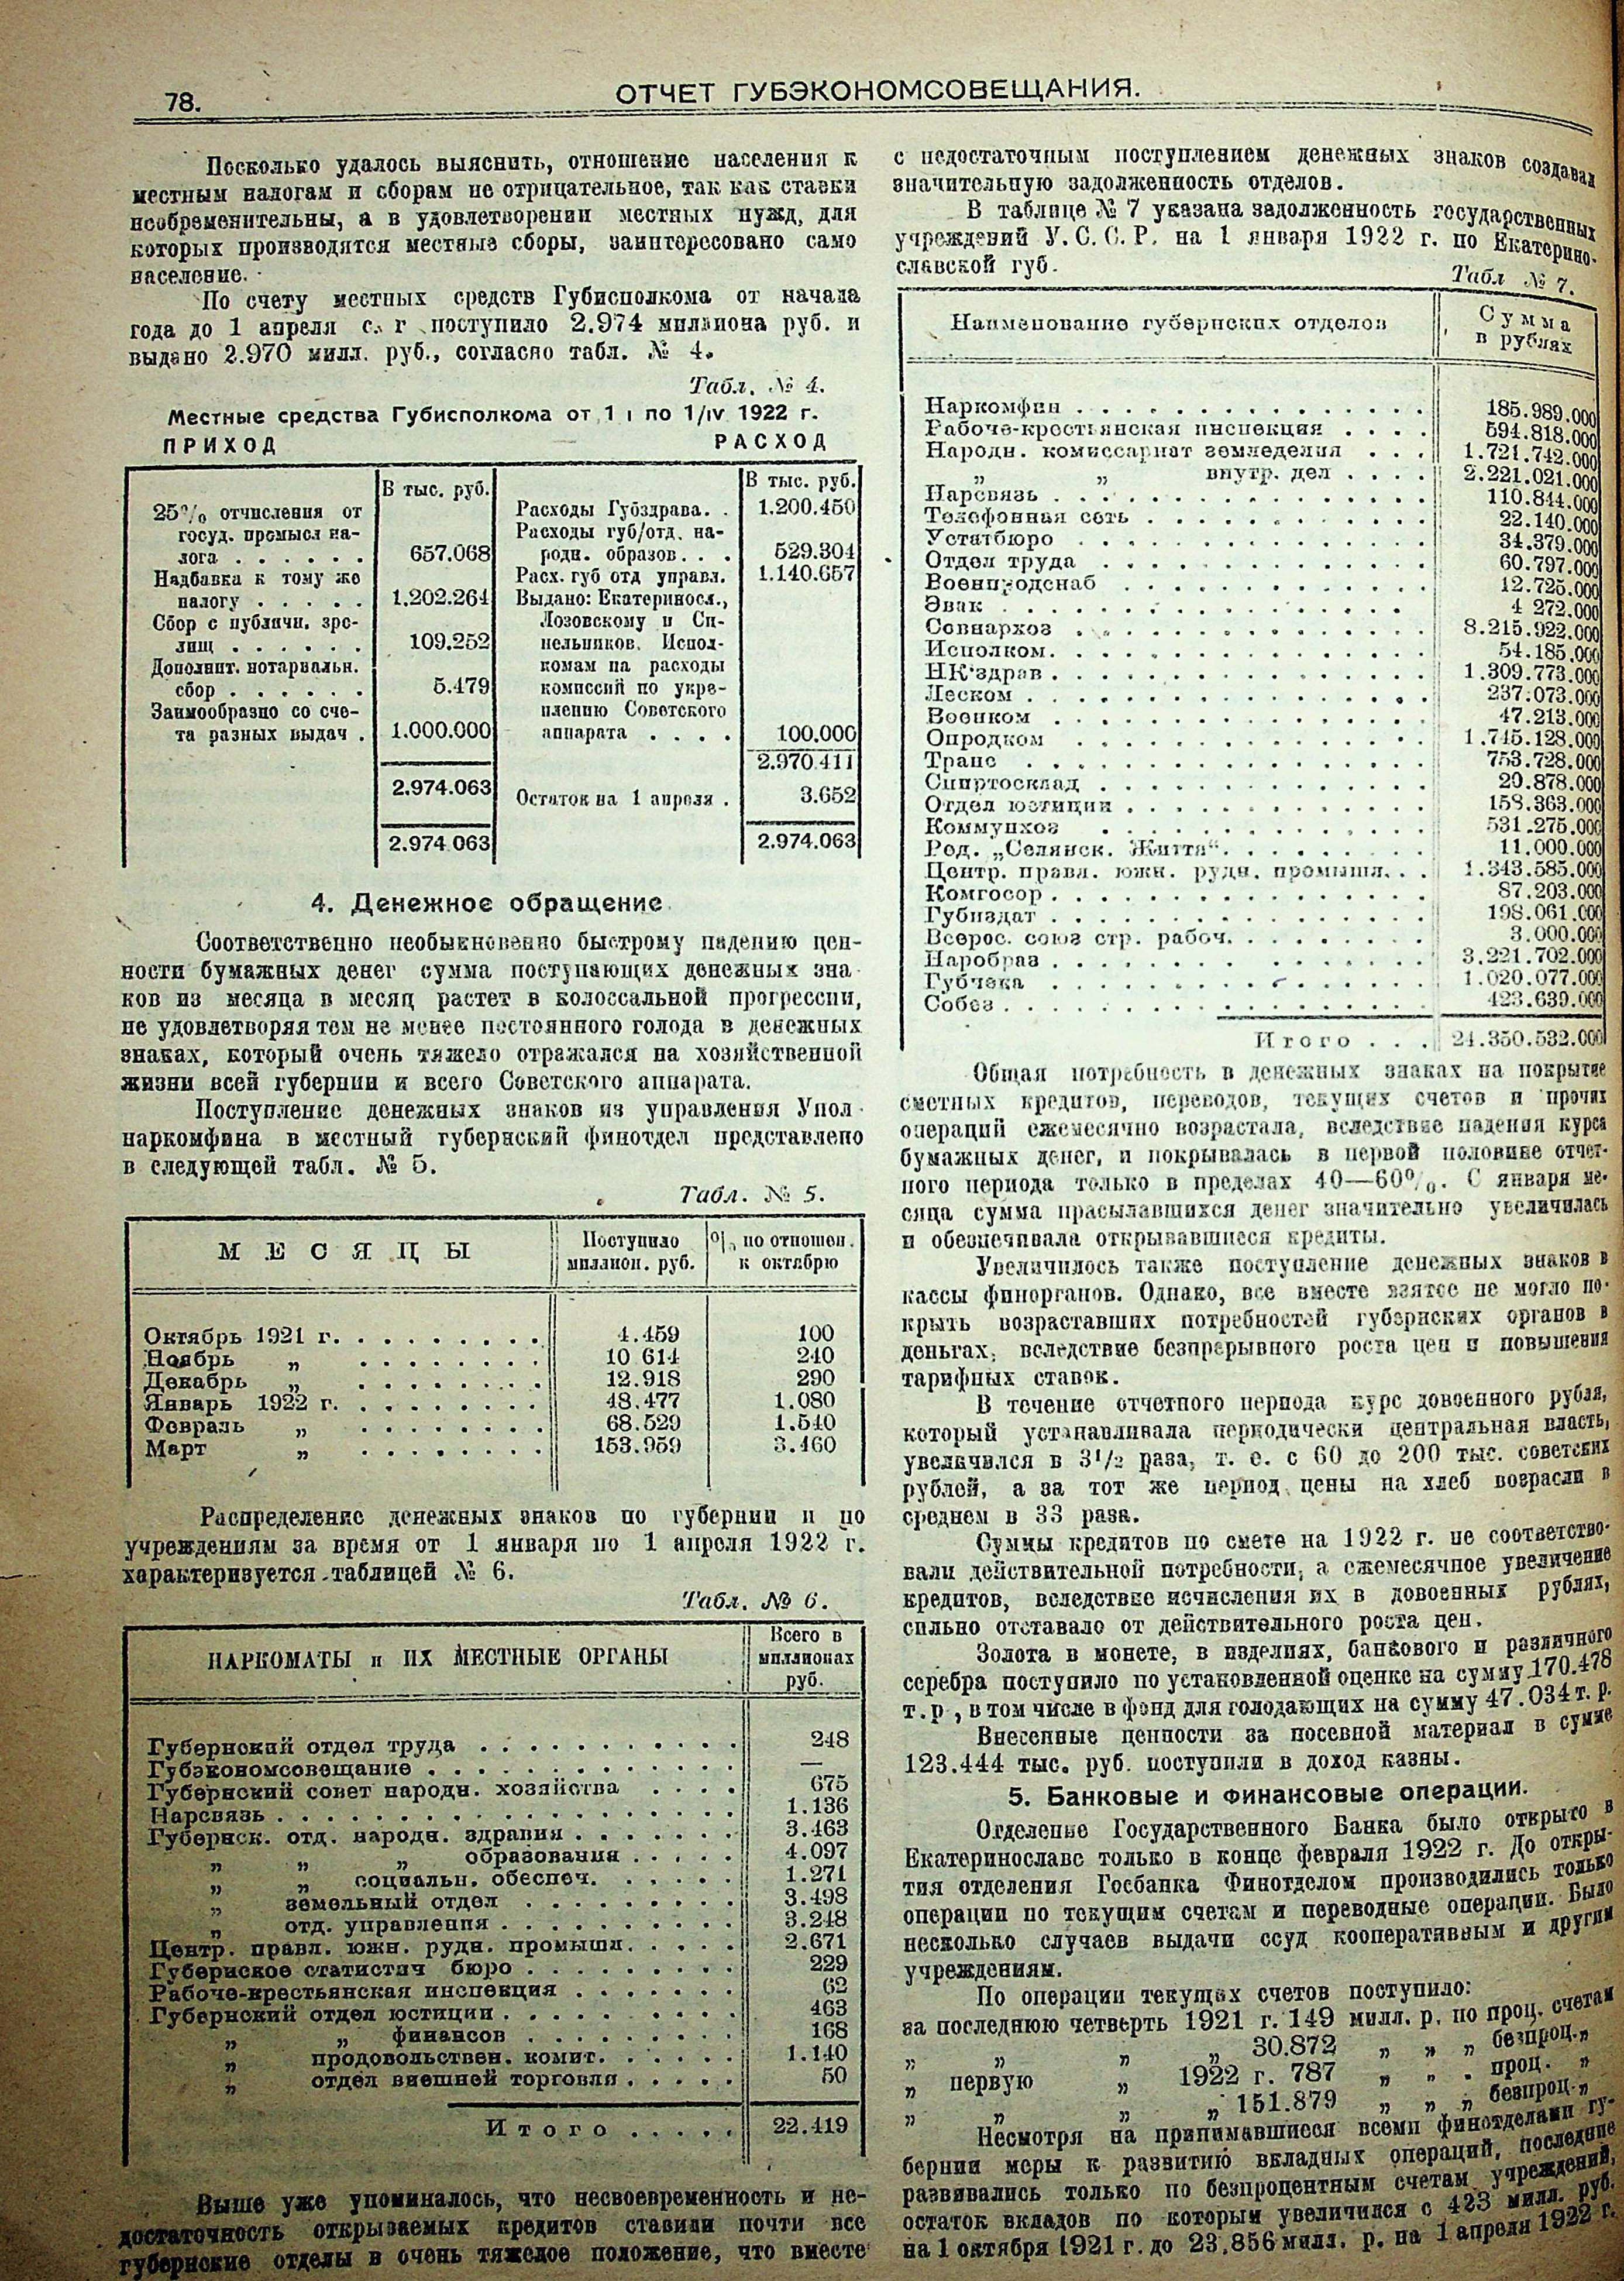 78.
ОТЧЕТ ГУБЭКОНОМСОВЕЩАНИЯ.
Поскольку удалось выяснить, отношение населения к
местным налогам и сборам не отрицательное, так как ставки
необременительны, а в удовлетворении местных нужд, для
которых производятся местные сборы, заинтересовано само
население.
По счету местных средств Губисполкома от начала
года до 1 апреля с. г поступило 2.974 миллиона руб. и
выдано 2.970 милл. руб., согласно табл. № 4.
Табл. № 4.
Местные средства Губисполкома от 1 ı по 1/ıv 1922 г.
ПРИХОД РАСХОД
В тыс. руб. В тыс. руб.
25% отчисления от
госуд. промысл на-
лога . . . . . . 657.068
Надбавка к тому же
налогу . . . . . 1.202.264
Сбор с публичн. зре-
лищ . . . . . . 109.252
Дополнит. нотариальн.
сбор . . . . . . 5.479
Заимообразно со сче-
та разных выдач . 1.000.000
2.974.063
2.974.063
Расходы Губздрава. . 1.200.450
Расходы губ/отд. на-
родн. образов. . . 529.304
Расх. губ отд управл. 1.140.657
Выдано: Екатериносл.,
Лозовскому и Си-
нельников. Испол-
комам на расходы
комиссий по укре-
плению Советского
аппарата . . . . 100.000
2.970.411
Остаток на 1 апреля . 3.652
2.974.063
4. Денежное обращение
Соответственно необыкновенно быстрому падению цен-
ности бумажных денег сумма поступающих денежных зна-
ков из месяца в месяц растет в колоссальной прогрессии,
не удовлетворяя тем не менее постоянного голода в денежных
знаках, который очень тяжело отражался на хозяйственной
жизни всей губернии и всего Советского аппарата.
Поступление денежных знаков из управления Упол-
наркомфина в местный губернский финотдел представлено
в следующей табл. № 5.
Табл. № 5.
МЕСЯЦЫ Поступило миллион. руб. % по отношен. к октябрю
Октябрь 1921 г. . . . . . . . . . 4.459 100
Ноябрь „ . . . . . . . . 10 614 240
Декабрь „ . . . . . . . . 12.918 290
Январь 1922 г. . . . . . . . . 48.477 1.080
Февраль „ . . . . . . . . 68.529 1.540
Март „ . . . . . . . . 153.959 3.460
Распределение денежных знаков по губернии и по
учреждениям за время от 1 января по 1 апреля 1922 г.
характеризуется таблицей № 6.
Табл. № 6.
НАРКОМАТЫ и ИХ МЕСТНЫЕ ОРГАНЫ Всего в миллионах руб.
Губернский отдел труда . . . . . . . . . . . 248
Губэкономсовещание . . . . . . . . . . . . . —
Губернский совет народн. хозяйства . . . . 675
Нарсвязь . . . . . . . . . . . . . . . . . . 1.136
Губернск. отд. народн. здравия . . . . . . . 3.463
„ „ „ образования . . . . . 4.097
„ „ социальн. обеспеч. . . . . . . 1.271
„ земельный отдел . . . . . . . . . 3.498
„ отд. управления . . . . . . . . . . 3.248
Центр. правл. южн. рудн. промышл. . . . . . 2.671
Губернское статистич бюро . . . . . . . . . 229
Рабоче-крестьянская инспекция . . . . . . . 62
Губернский отдел юстиции . . . . . . . . . . 463
„ „ финансов . . . . . . . . . 168
„ продовольствен. комит. . . . . . . 1.140
„ отдел внешней торговля . . . . . 50
Итого . . . . . 22.419
Выше уже упоминалось, что несвоевременность и не-
достаточность открываемых кредитов ставили почти все
губернские отделы в очень тяжелое положение, что вместе
с недостаточным поступлением денежных знаков создавал
значительную задолженность отделов.
В таблице № 7 указана задолженность государственных
учреждений У. С. С. Р. на 1 января 1922 г. по Екатерино-
славской губ.
Табл № 7.
Наименование губернских отделов Сумма в рублях
Наркомфин . . . . . . . . . . . . . . . 185.989.000
Рабоче-крестьянская инспекция . . . . 594.818.000
Народн. комиссариат земледелия . . . 1.721.742.000
„ „ внутр. дел . . . . 2.221.021.000
Нарсвязь . . . . . . . . . . . . . . . . 110.844.000
Телефонная сеть . . . . . . . . . . . . 22.140.000
Устатбюро . . . . . . . . . . . . . . . 34.379.000
Отдел труда . . . . . . . . . . . . . . 60.797.000
Военпродснаб . . . . . . . . . . . . . 12.725.000
Эвак . . . . . . . . . . . . . . . . . . 4 272.000
Совнархоз . . . . . . . . . . . . . . . 8.215.922.000
Исполком. . . . . . . . . . . . . . . . 54.185.000
НК'здрав . . . . . . . . . . . . . . . . 1.309.773.000
Леском . . . . . . . . . . . . . . . . . 237.073.000
Военком . . . . . . . . . . . . . . . . 47.213.000
Опродком . . . . . . . . . . . . . . . 1.745.128.000
Транс . . . . . . . . . . . . . . . . . 753.728.000
Спиртосклад . . . . . . . . . . . . . . 29.878.000
Отдел юстиции . . . . . . . . . . . . . 158.363.000
Коммунхоз . . . . . . . . . . . . . . 531.275.000
Ред. „Селянск. Життя“. . . . . . . . . 11.000.000
Центр. правл. южн. рудн. промышл. . . 1.343.585.000
Комгосор . . . . . . . . . . . . . . . . 87.203.000
Губиздат . . . . . . . . . . . . . . . . 198.061.000
Всерос. союз стр. рабоч. . . . . . . . . 3.000.000
Наробраз . . . . . . . . . . . . . . . . 3.221.702.000
Губчека . . . . . . . . . . . . . . . . 1.020.077.000
Собез . . . . . . . . . . . . . . . . . . 423.639.000
Итого . . . 24.350.532.000
Общая потребность в денежных знаках на покрытие
сметных кредитов, переводов, текущих счетов и прочих
операций ежемесячно возрастала, вследствие падения курса
бумажных денег, и покрывалась в первой половине отчет-
ного периода только в пределах 40—60%. С января ме-
сяца сумма прасылавшихся денег значительно увеличилась
и обеспечивала открывавшиеся кредиты.
Увеличилось также поступление денежных знаков в
кассы финорганов. Однако, все вместе взятое не могло по-
крыть возраставших потребностей губернских органов в
деньгах, вследствие безпрерывного роста цен и повышения
тарифных ставок.
В течение отчетного периода курс довоенного рубля,
который устанавливала периодически центральная власть,
увеличился в 3½ раза, т. е. с 60 до 200 тыс. советских
рублей, а за тот же период цены на хлеб возрасли в
среднем в 33 раза.
Суммы кредитов по смете на 1922 г. не соответство-
вали действительной потребности, а ежемесячное увеличение
кредитов, вследствие исчисления их в довоенных рублях,
сильно отставало от действительного роста цен.
Золота в монете, в изделиях, банкового и различного
серебра поступило по установленной оценке на сумму 170.478
т. р , в том числе в фонд для голодающих на сумму 47.034 т. р.
Внесенные ценности за посевной материал в сумме
123.444 тыс. руб. поступили в доход казны.
5. Банковые и финансовые операции.
Отделенье Государственного Банка было открыто в
Екатеринославе только в конце февраля 1922 г. До откры-
тия отделения Госбанка Финотделом производились только
операции по текущим счетам и переводные операции. Было
несколько случаев выдачи ссуд кооперативным и другим
учреждениям.
По операции текущих счетов поступило:
за последнюю четверть 1921 г. 149 милл. р. по проц. счетам
„ „ „ „ 30.872 „ „ „ безпроц. „
„ первую „ 1922 г. 787 „ „ . проц. „
„ „ „ „ 151.879 „ „ „ безпроц. „
Несмотря на принимавшиеся всеми финотделами гу-
бернии меры к развитию вкладных операций, последние
развивались только по безпроцентным счетам учреждений,
остаток вкладов по которым увеличился с 423 милл. руб.
на 1 октября 1921 г. до 23.856 милл. р. на 1 апреля 1922 г.